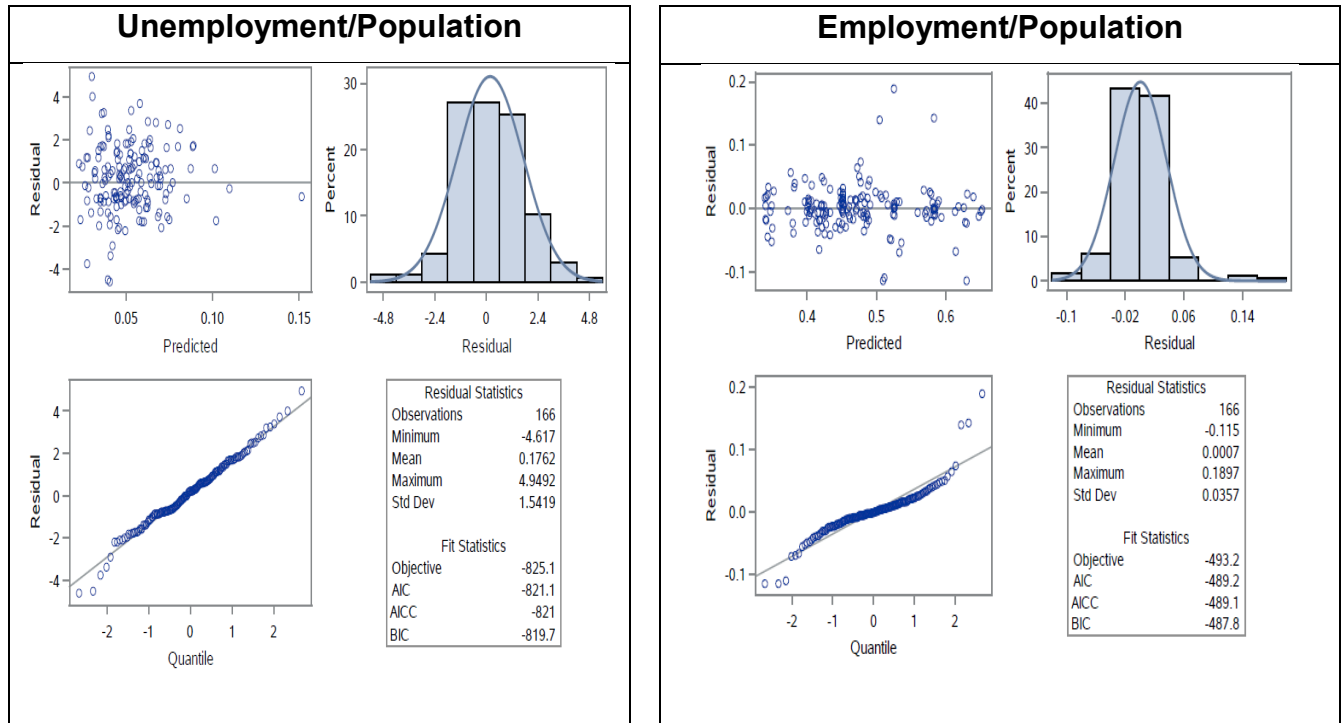 Unemployment/Population
4
2
0
-2
-4
Residual
0.05 0.10 0.15
Predicted
30
20
10
0
Percent
-4.8 -2.4 0 2.4 4.8
Residual
4
2
0
-2
-4
Residual
-2 -1 0 1 2
Quantile
Residual Statistics
Observations 166
Minimum -4.617
Mean 0.1762
Maximum 4.9492
Std Dev 1.5419
Fit Statistics
Objective -825.1
AIC -821.1
AICC -821
BIC -819.7
Employment/Population
0.2
0.1
0.0
-0.1
Residual
0.4 0.5 0.6
Predicted
40
30
20
10
0
Percent
-0.1 -0.02 0.06 0.14
Residual
0.2
0.1
0.0
-0.1
Residual
-2 -1 0 1 2
Quantile
Residual Statistics
Observations 166
Minimum -0.115
Mean 0.0007
Maximum 0.1897
Std Dev 0.0357
Fit Statistics
Objective -493.2
AIC -489.2
AICC -489.1
BIC -487.8